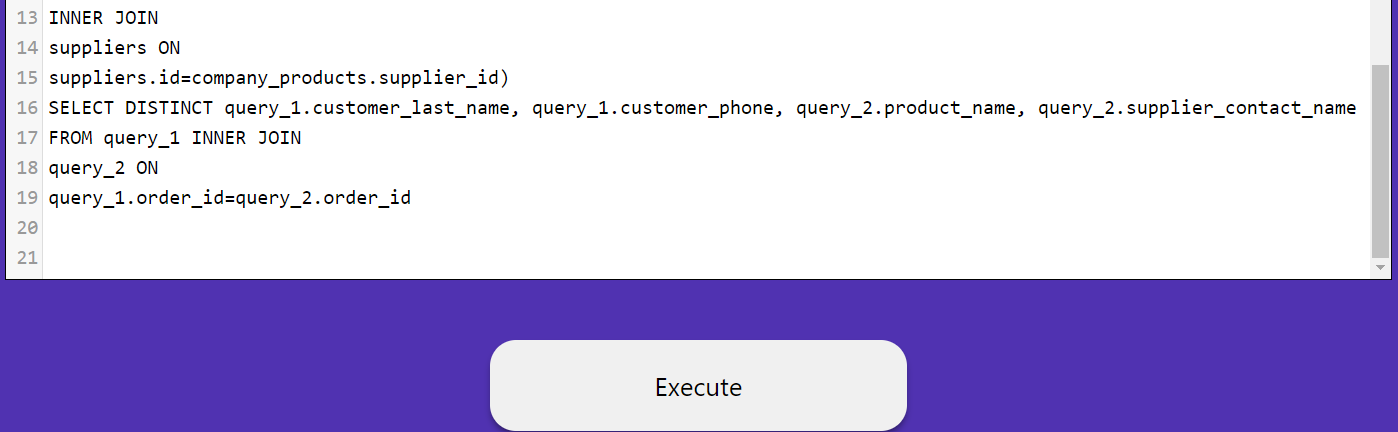 13 INNER JOIN
14 suppliers ON
15 suppliers.id=company_products.supplier_id)
16 SELECT DISTINCT query_1.customer_last_name, query_1.customer_phone, query_2.product_name, query_2.supplier_contact_name
17 FROM query_1 INNER JOIN
18 query_2 ON
19 query_1.order_id=query_2.order_id
20
21
Execute